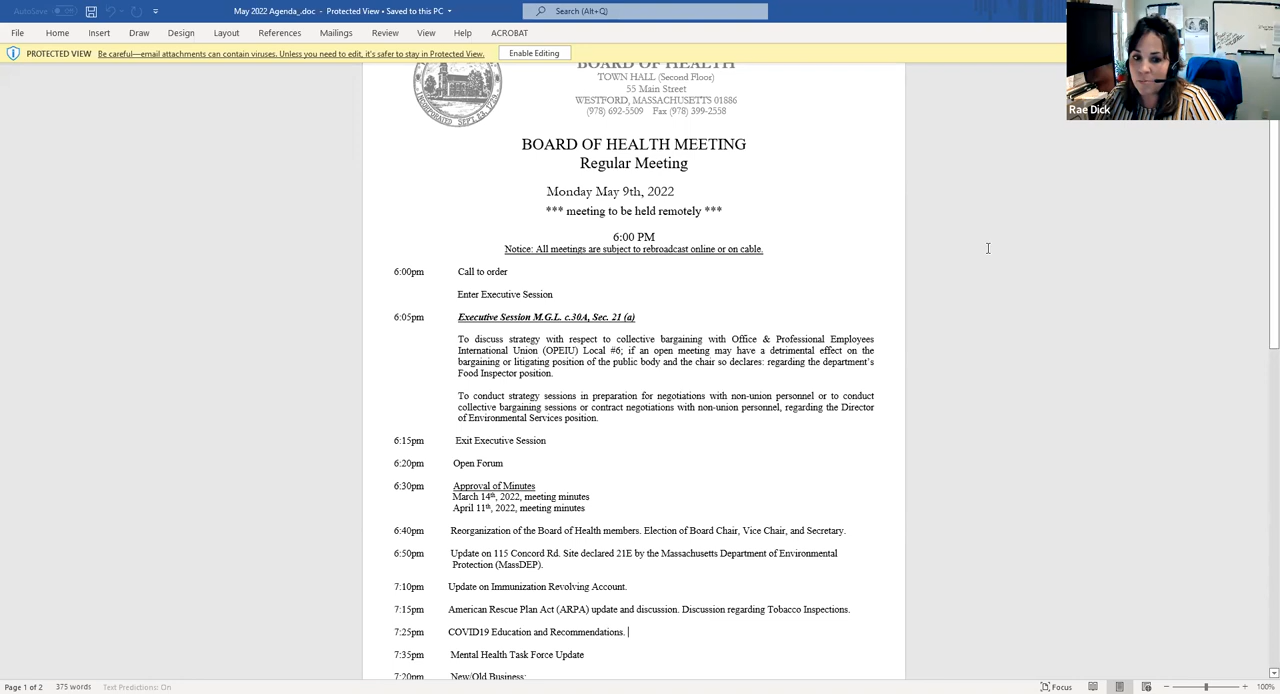 AutoSave Off May 2022 Agenda_.doc - Protected View • Saved to this PC Search (Alt+Q)
File Home Insert Draw Design Layout References Mailings Review View Help ACROBAT
PROTECTED VIEW Be careful—email attachments can contain viruses. Unless you need to edit, it's safer to stay in Protected View. Enable Editing
Rae Dick
BOARD OF HEALTH
TOWN HALL (Second Floor)
55 Main Street
WESTFORD, MASSACHUSETTS 01886
(978) 692-5509 Fax (978) 399-2558
INCORPORATED SEPT. 23, 1729
BOARD OF HEALTH MEETING
Regular Meeting
Monday May 9th, 2022
*** meeting to be held remotely ***
6:00 PM
Notice: All meetings are subject to rebroadcast online or on cable.
6:00pm Call to order
Enter Executive Session
6:05pm Executive Session M.G.L. c.30A, Sec. 21 (a)
To discuss strategy with respect to collective bargaining with Office & Professional Employees
International Union (OPEIU) Local #6; if an open meeting may have a detrimental effect on the
bargaining or litigating position of the public body and the chair so declares: regarding the department's
Food Inspector position.
To conduct strategy sessions in preparation for negotiations with non-union personnel or to conduct
collective bargaining sessions or contract negotiations with non-union personnel, regarding the Director
of Environmental Services position.
6:15pm Exit Executive Session
6:20pm Open Forum
6:30pm Approval of Minutes
March 14th, 2022, meeting minutes
April 11th, 2022, meeting minutes
6:40pm Reorganization of the Board of Health members. Election of Board Chair, Vice Chair, and Secretary.
6:50pm Update on 115 Concord Rd. Site declared 21E by the Massachusetts Department of Environmental
Protection (MassDEP).
7:10pm Update on Immunization Revolving Account.
7:15pm American Rescue Plan Act (ARPA) update and discussion. Discussion regarding Tobacco Inspections.
7:25pm COVID19 Education and Recommendations.
7:35pm Mental Health Task Force Update
7:20pm New/Old Business:
Page 1 of 2 375 words Text Predictions: On Focus 100%